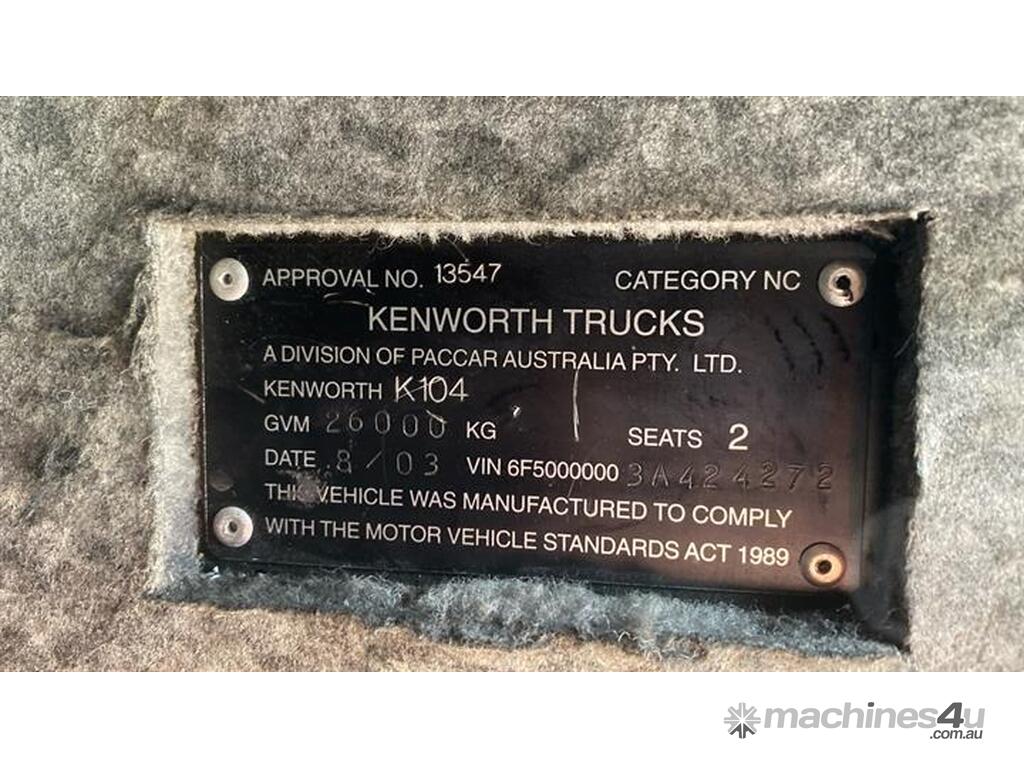 APPROVAL NO. 13547 CATEGORY NC
KENWORTH TRUCKS
A DIVISION OF PACCAR AUSTRALIA PTY. LTD.
KENWORTH K104
GVM 26000 KG SEATS 2
DATE 8/03 VIN 6F5000000 3A424272
THIS VEHICLE WAS MANUFACTURED TO COMPLY
WITH THE MOTOR VEHICLE STANDARDS ACT 1989
machines4u
.com.au